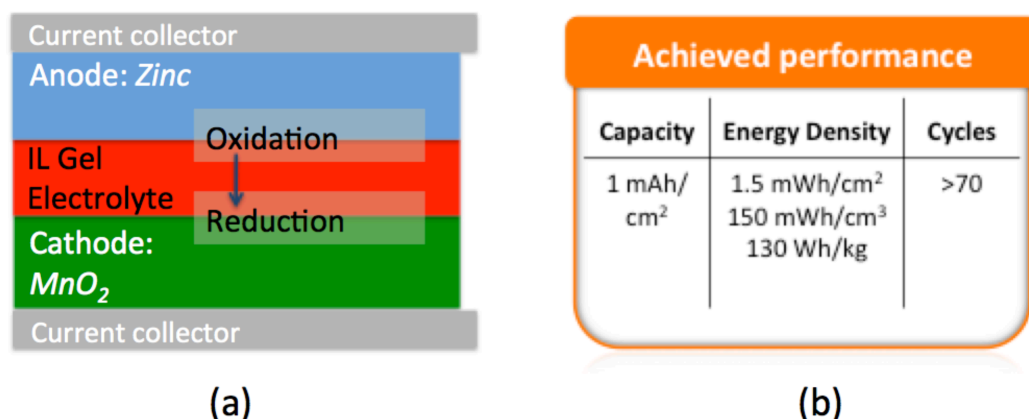 Current collector
Anode: Zinc
Oxidation
IL Gel
Electrolyte
Reduction
Cathode:
MnO₂
Current collector
(a)
Achieved performance
Capacity Energy Density Cycles
1 mAh/ 1.5 mWh/cm² >70
cm² 150 mWh/cm³
130 Wh/kg
(b)